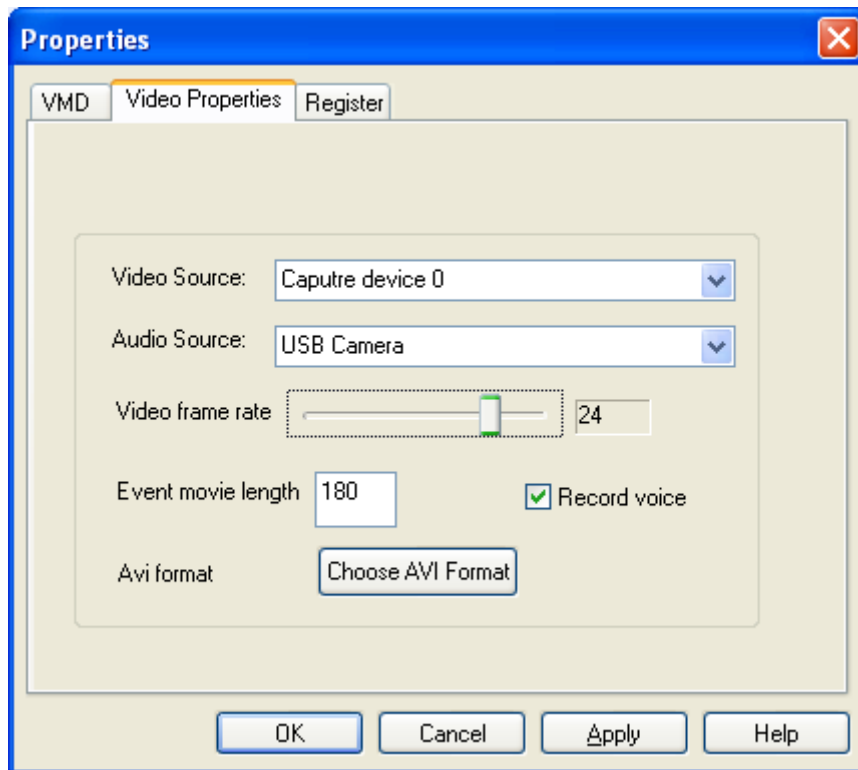 Properties
VMD Video Properties Register
Video Source: Caputre device 0
Audio Source: USB Camera
Video frame rate 24
Event movie length 180 Record voice
Avi format Choose AVI Format
OK Cancel Apply Help